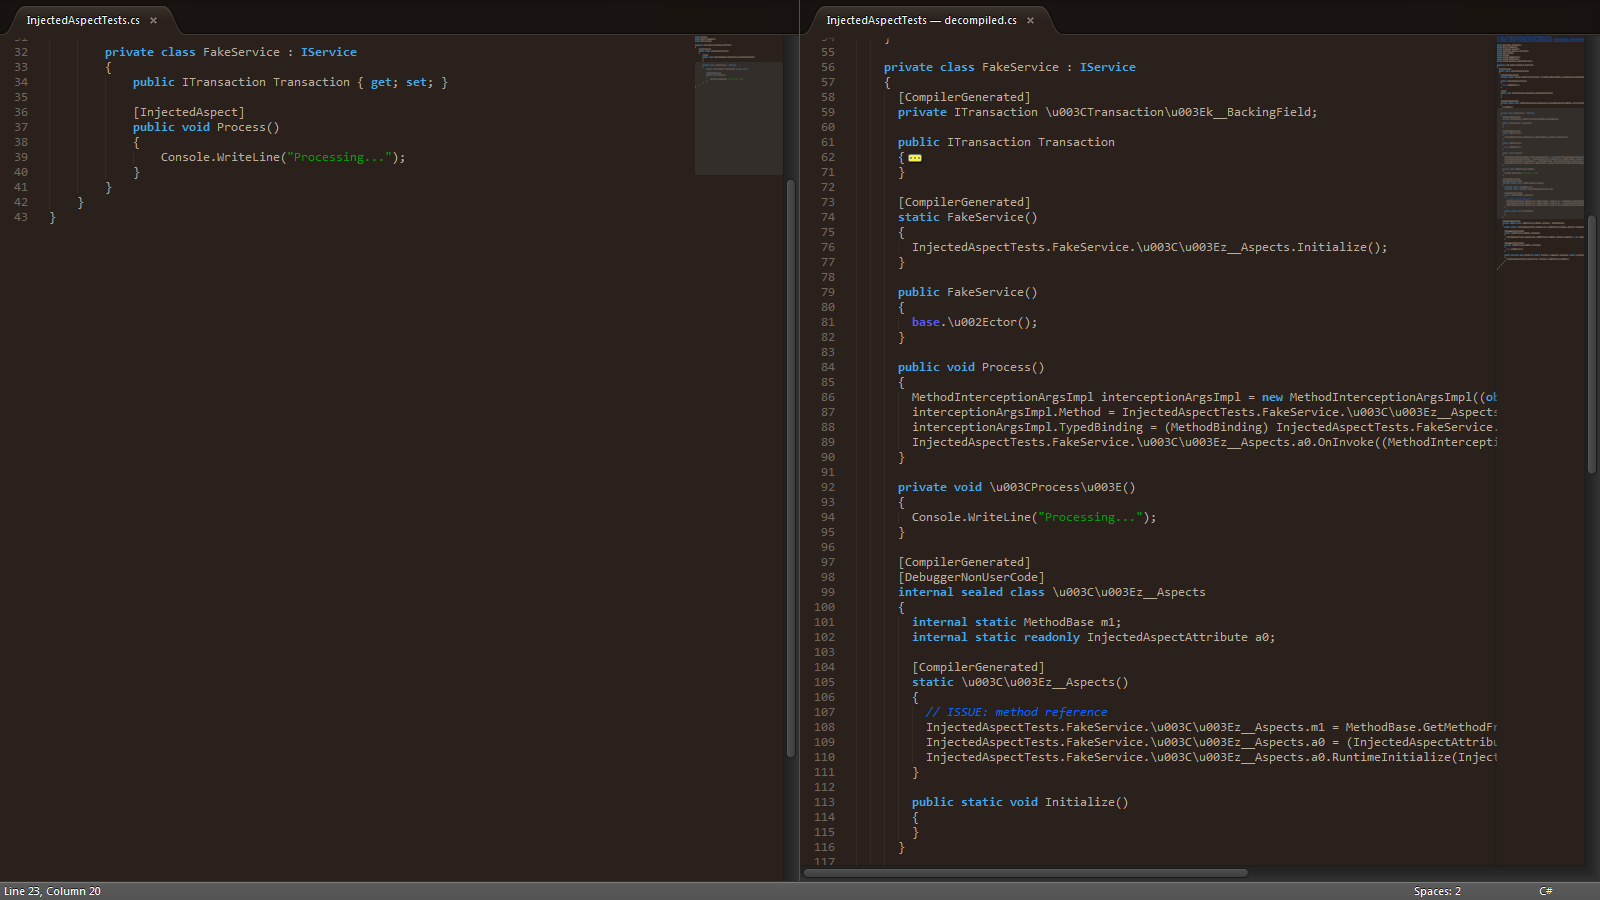 InjectedAspectTests.cs ×
32 private class FakeService : IService
33 {
34 public ITransaction Transaction { get; set; }
35
36 [InjectedAspect]
37 public void Process()
38 {
39 Console.WriteLine("Processing...");
40 }
41 }
42 }
43 }
InjectedAspectTests — decompiled.cs ×
54 }
55
56 private class FakeService : IService
57 {
58 [CompilerGenerated]
59 private ITransaction \u003CTransaction\u003Ek__BackingField;
60
61 public ITransaction Transaction
62 {
71 }
72
73 [CompilerGenerated]
74 static FakeService()
75 {
76 InjectedAspectTests.FakeService.\u003C\u003Ez__Aspects.Initialize();
77 }
78
79 public FakeService()
80 {
81 base.\u002Ector();
82 }
83
84 public void Process()
85 {
86 MethodInterceptionArgsImpl interceptionArgsImpl = new MethodInterceptionArgsImpl((ob
87 interceptionArgsImpl.Method = InjectedAspectTests.FakeService.\u003C\u003Ez__Aspects
88 interceptionArgsImpl.TypedBinding = (MethodBinding) InjectedAspectTests.FakeService.
89 InjectedAspectTests.FakeService.\u003C\u003Ez__Aspects.a0.OnInvoke((MethodIntercepti
90 }
91
92 private void \u003CProcess\u003E()
93 {
94 Console.WriteLine("Processing...");
95 }
96
97 [CompilerGenerated]
98 [DebuggerNonUserCode]
99 internal sealed class \u003C\u003Ez__Aspects
100 {
101 internal static MethodBase m1;
102 internal static readonly InjectedAspectAttribute a0;
103
104 [CompilerGenerated]
105 static \u003C\u003Ez__Aspects()
106 {
107 // ISSUE: method reference
108 InjectedAspectTests.FakeService.\u003C\u003Ez__Aspects.m1 = MethodBase.GetMethodFr
109 InjectedAspectTests.FakeService.\u003C\u003Ez__Aspects.a0 = (InjectedAspectAttribu
110 InjectedAspectTests.FakeService.\u003C\u003Ez__Aspects.a0.RuntimeInitialize(Inject
111 }
112
113 public static void Initialize()
114 {
115 }
116 }
117
Line 23, Column 20
Spaces: 2
C#